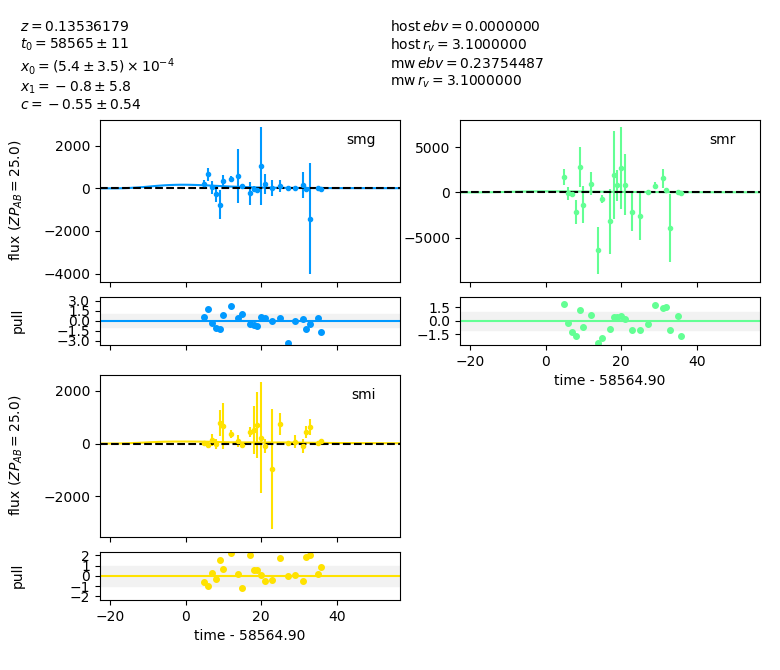 z = 0.13536179
t₀ = 58565 ± 11
x₀ = (5.4 ± 3.5) × 10⁻⁴
x₁ = −0.8 ± 5.8
c = −0.55 ± 0.54
host ebv = 0.0000000
host r_v = 3.1000000
mw ebv = 0.23754487
mw r_v = 3.1000000
smg
flux (ZP_AB = 25.0)
2000
0
−2000
−4000
smr
5000
0
−5000
pull
3.0
1.5
0.0
−1.5
−3.0
1.5
0.0
−1.5
−20
0
20
40
time - 58564.90
smi
flux (ZP_AB = 25.0)
2000
0
−2000
pull
2
1
0
−1
−2
−20
0
20
40
time - 58564.90